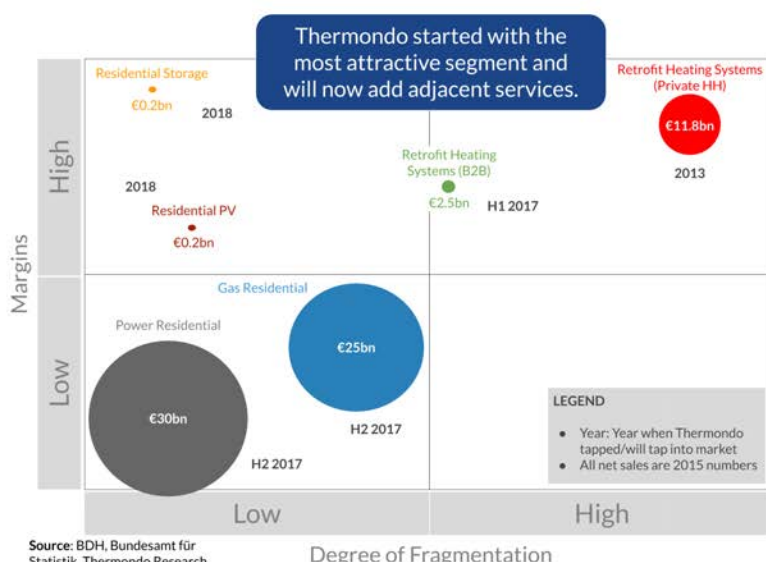 Thermondo started with the
most attractive segment and
will now add adjacent services.
Residential Storage
€0.2bn
2018
Retrofit Heating Systems
(Private HH)
€11.8bn
2013
Retrofit Heating
Systems (B2B)
€2.5bn
H1 2017
2018
Residential PV
€0.2bn
High
Margins
Low
Gas Residential
€25bn
H2 2017
Power Residential
€30bn
H2 2017
LEGEND
● Year: Year when Thermondo
tapped/will tap into market
● All net sales are 2015 numbers
Low
High
Degree of Fragmentation
Source: BDH, Bundesamt für
Statistik, Thermondo Research